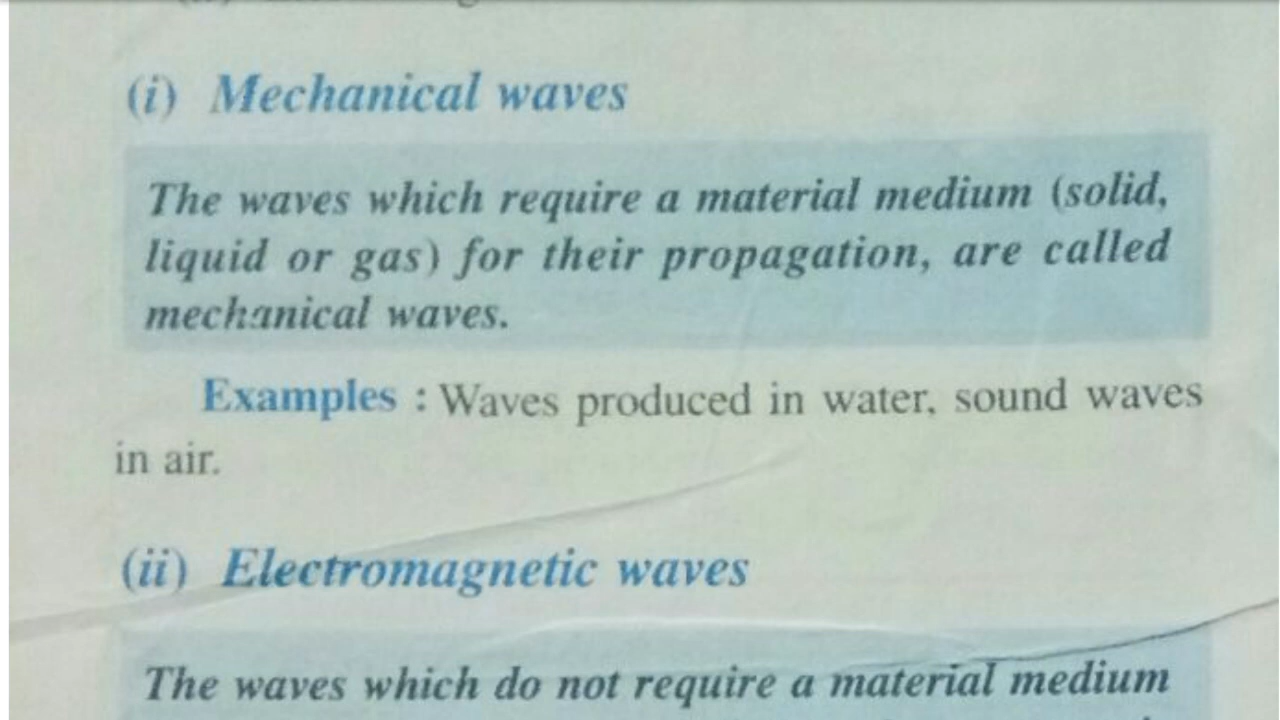 (i) Mechanical waves
The waves which require a material medium (solid,
liquid or gas) for their propagation, are called
mechanical waves.
Examples : Waves produced in water, sound waves
in air.
(ii) Electromagnetic waves
The waves which do not require a material medium